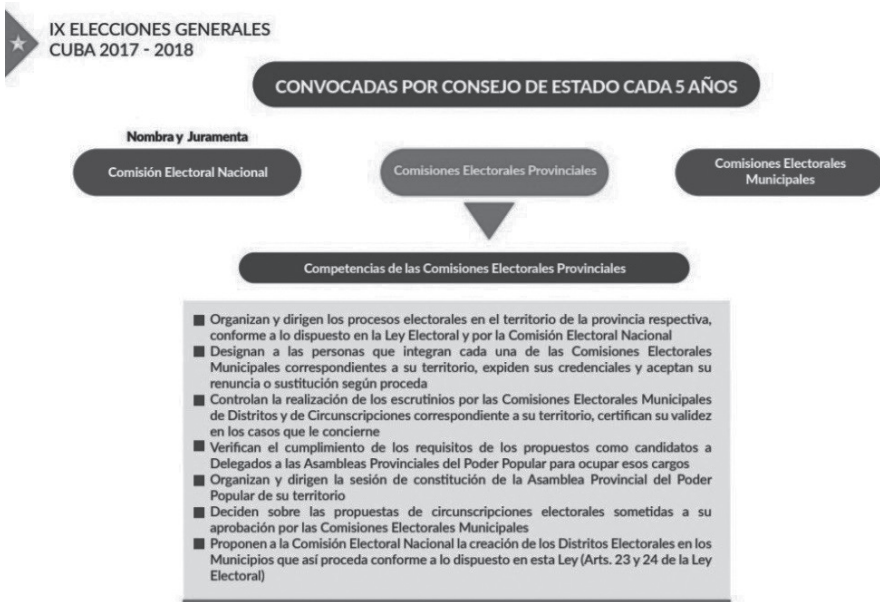 IX ELECCIONES GENERALES
CUBA 2017 - 2018
CONVOCADAS POR CONSEJO DE ESTADO CADA 5 AÑOS
Nombra y Juramenta
Comisión Electoral Nacional
Comisiones Electorales Provinciales
Comisiones Electorales
Municipales
Competencias de las Comisiones Electorales Provinciales
■ Organizan y dirigen los procesos electorales en el territorio de la provincia respectiva,
conforme a lo dispuesto en la Ley Electoral y por la Comisión Electoral Nacional
■ Designan a las personas que integran cada una de las Comisiones Electorales
Municipales correspondientes a su territorio, expiden sus credenciales y aceptan su
renuncia o sustitución según proceda
■ Controlan la realización de los escrutinios por las Comisiones Electorales Municipales
de Distritos y de Circunscripciones correspondiente a su territorio, certifican su validez
en los casos que le concierne
■ Verifican el cumplimiento de los requisitos de los propuestos como candidatos a
Delegados a las Asambleas Provinciales del Poder Popular para ocupar esos cargos
■ Organizan y dirigen la sesión de constitución de la Asamblea Provincial del Poder
Popular de su territorio
■ Deciden sobre las propuestas de circunscripciones electorales sometidas a su
aprobación por las Comisiones Electorales Municipales
■ Proponen a la Comisión Electoral Nacional la creación de los Distritos Electorales en los
Municipios que así proceda conforme a lo dispuesto en esta Ley (Arts. 23 y 24 de la Ley
Electoral)